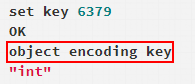 set key 6379
OK
object encoding key
"int"